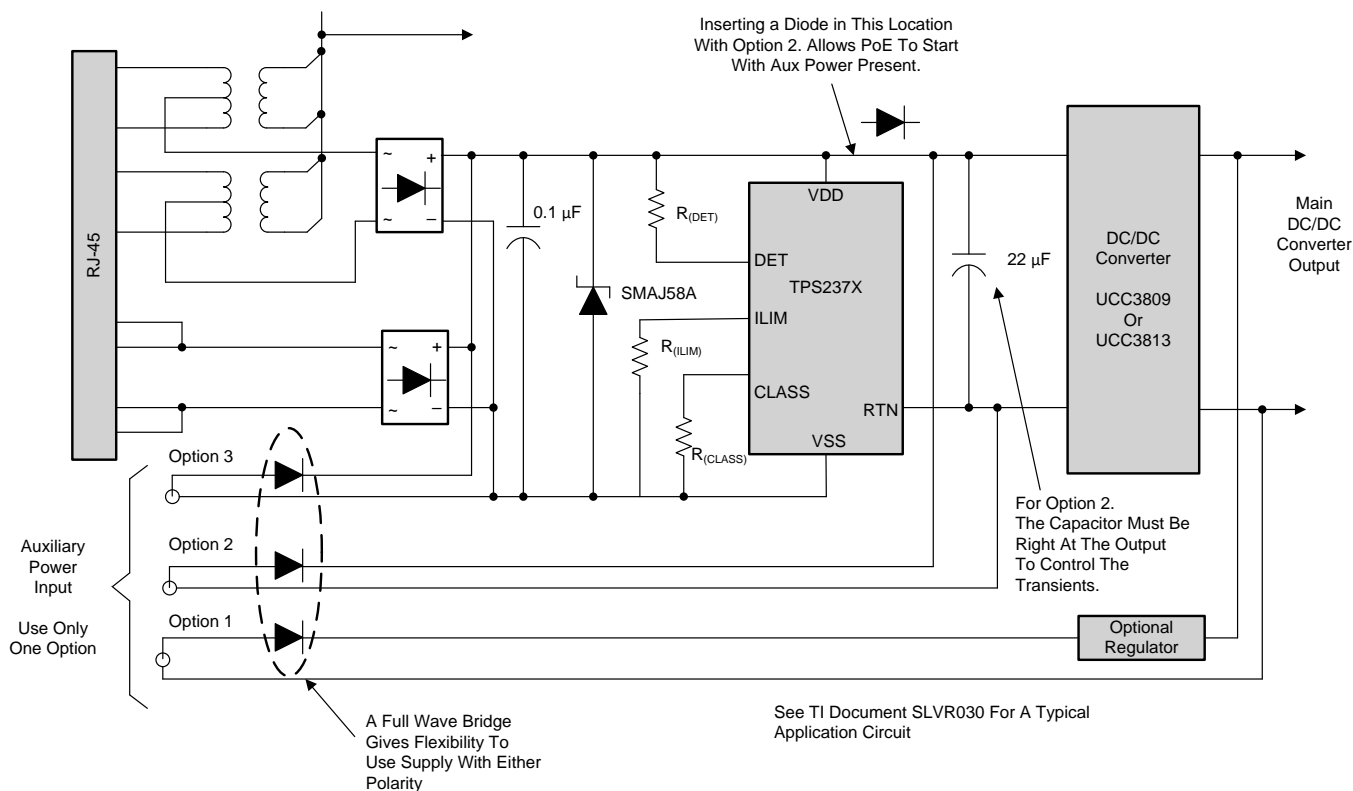 Inserting a Diode in This Location
With Option 2. Allows PoE To Start
With Aux Power Present.
RJ-45
~
+
~
−
0.1 µF
SMAJ58A
R(DET)
R(ILIM)
R(CLASS)
VDD
DET
TPS237X
ILIM
CLASS
RTN
VSS
22 µF
DC/DC
Converter
UCC3809
Or
UCC3813
Main
DC/DC
Converter
Output
~
+
~
−
Option 3
Option 2
Option 1
Auxiliary
Power
Input
Use Only
One Option
For Option 2.
The Capacitor Must Be
Right At The Output
To Control The
Transients.
Optional
Regulator
A Full Wave Bridge
Gives Flexibility To
Use Supply With Either
Polarity
See TI Document SLVR030 For A Typical
Application Circuit